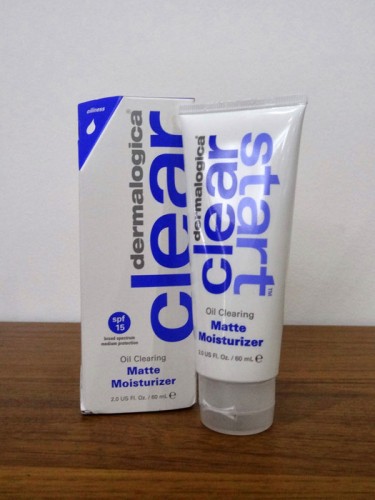 oiliness
dermalogica®
clear
spf
15
broad spectrum
medium protection
Oil Clearing
Matte
Moisturizer
2.0 US Fl. Oz. / 60 mL ℮
dermalogica®
clear
start™
Oil Clearing
Matte
Moisturizer
2.0 US Fl. Oz. / 60 mL ℮